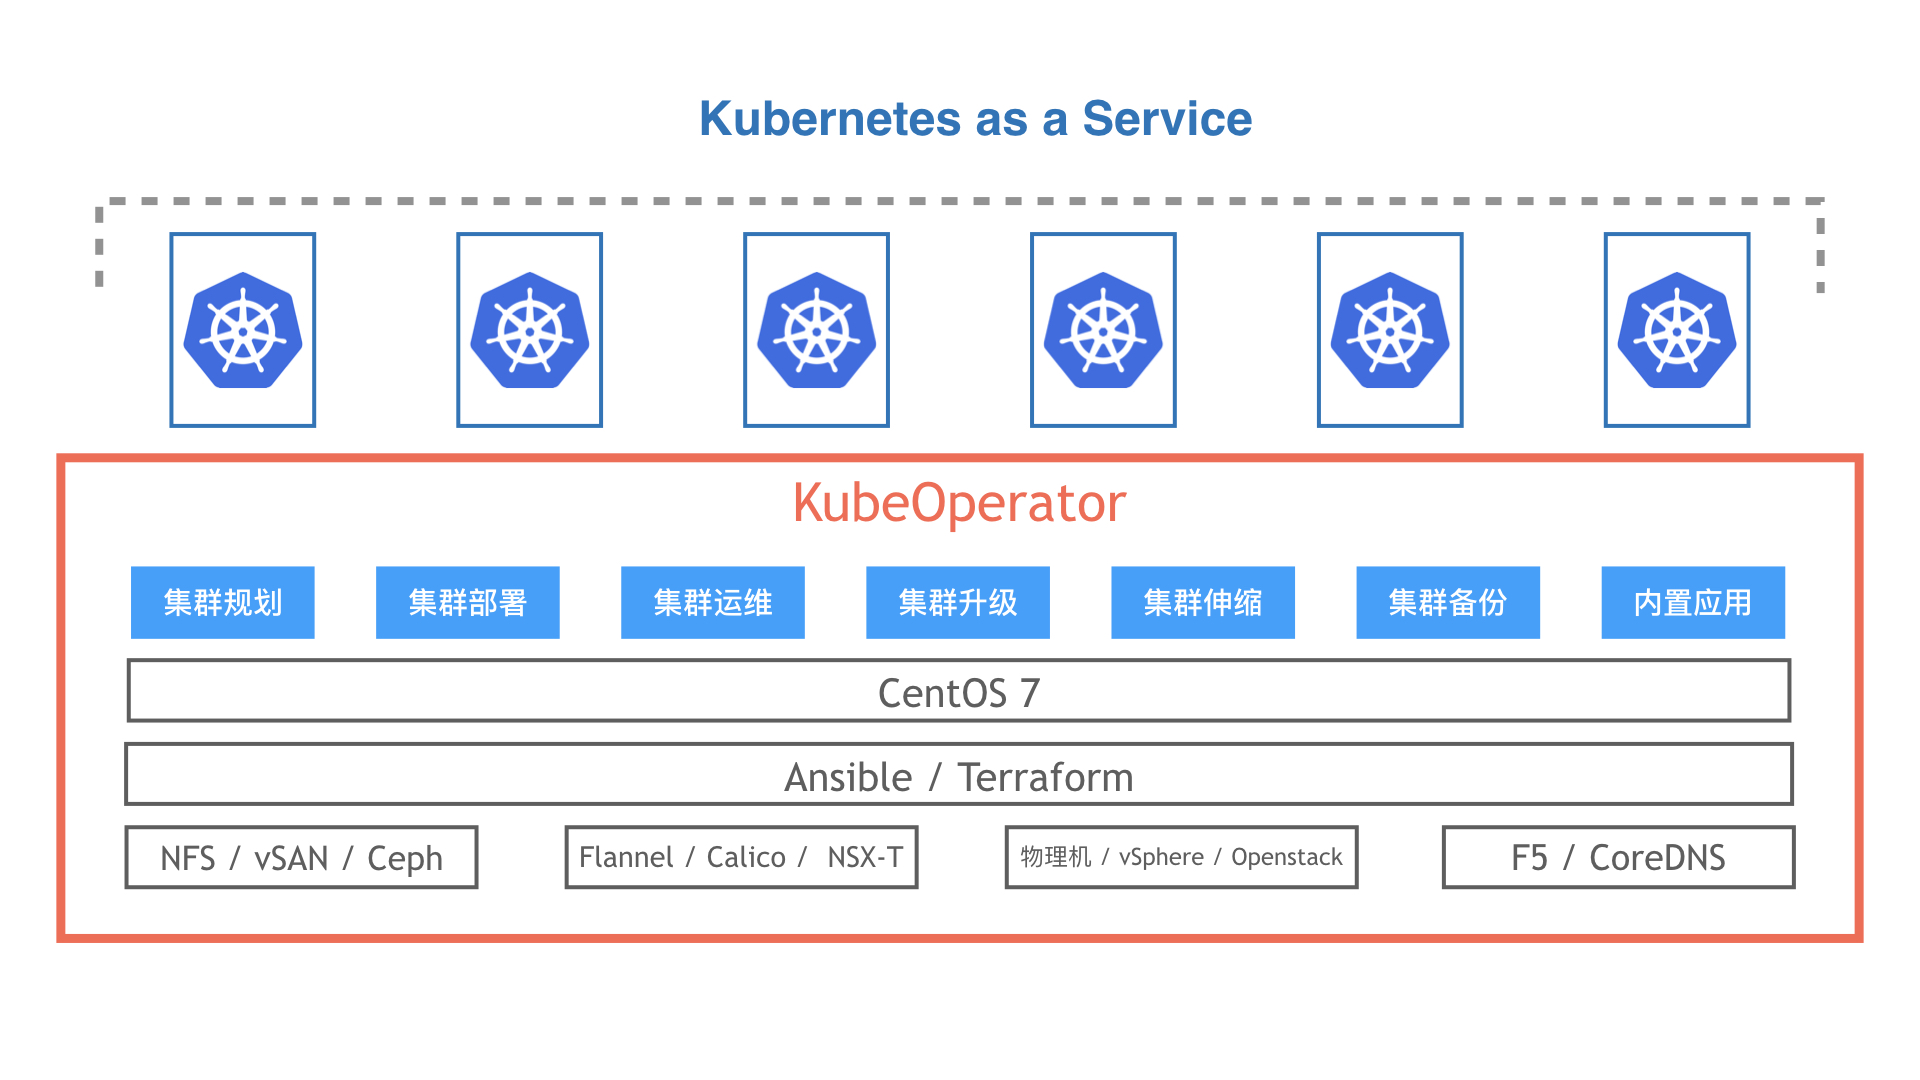 Kubernetes as a Service
KubeOperator
集群规划
集群部署
集群运维
集群升级
集群伸缩
集群备份
内置应用
CentOS 7
Ansible / Terraform
NFS / vSAN / Ceph
Flannel / Calico / NSX-T
物理机 / vSphere / Openstack
F5 / CoreDNS